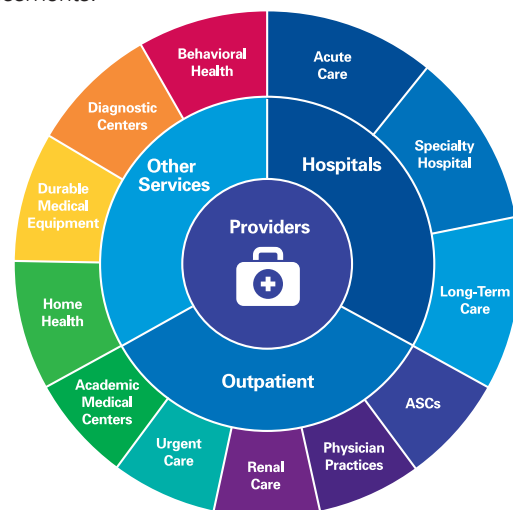 Behavioral
Health
Acute
Care
Diagnostic
Centers
Specialty
Hospital
Other
Services
Hospitals
Durable
Medical
Equipment
Providers
Home
Health
Long-Term
Care
Outpatient
Academic
Medical
Centers
ASCs
Urgent
Care
Renal
Care
Physician
Practices